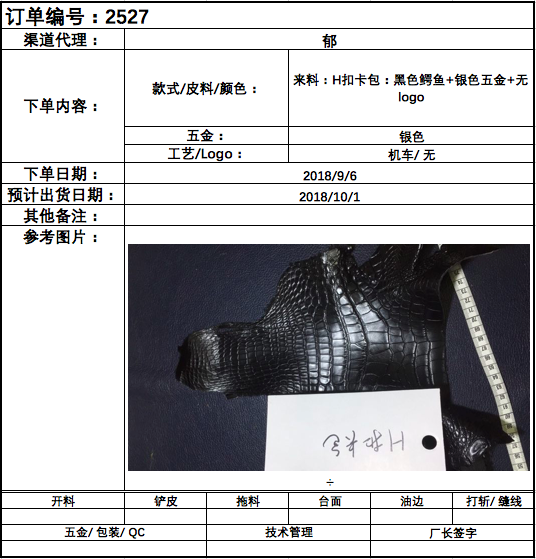 订单编号：2527
渠道代理：
郁
下单内容：
款式/皮料/颜色：
来料：H扣卡包：黑色鳄鱼+银色五金+无
logo
五金：
银色
工艺/Logo：
机车/ 无
下单日期：
2018/9/6
预计出货日期：
2018/10/1
其他备注：
参考图片：
H扣卡包
÷
开料 铲皮 拖料 台面 油边 打斩/ 缝线
五金/ 包装/ QC 技术管理 厂长签字